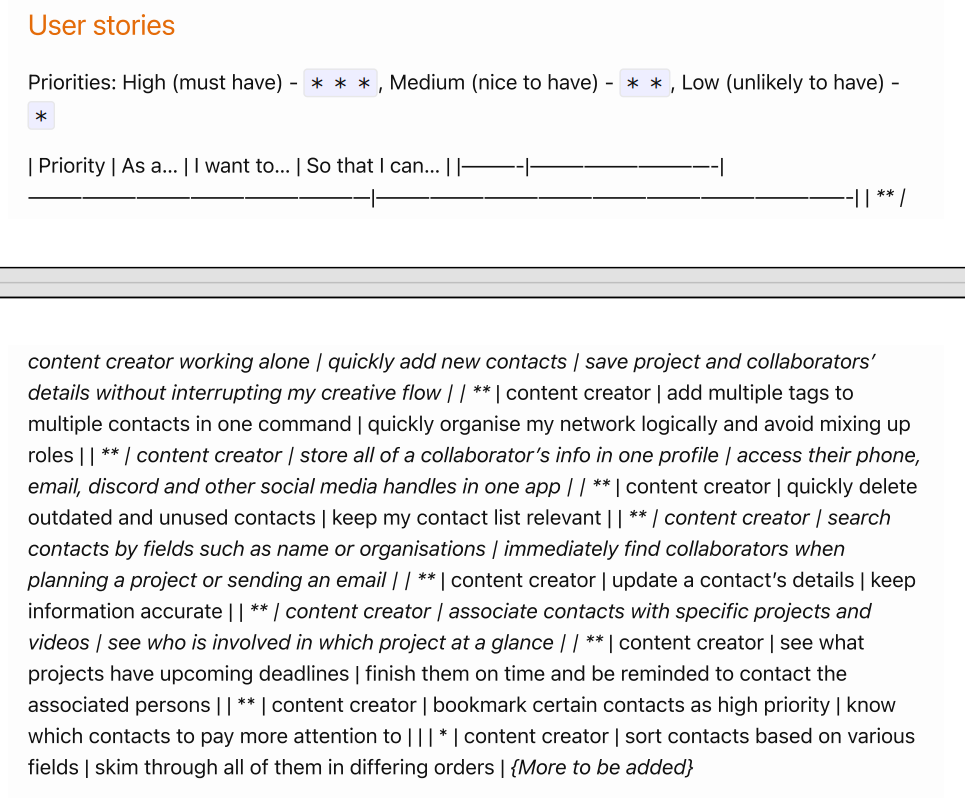 User stories
Priorities: High (must have) - * * *, Medium (nice to have) - * *, Low (unlikely to have) -
*
| Priority | As a… | I want to… | So that I can… | |———-|——————————-|
———————————————————|——————————————————————————-| | ** |
content creator working alone | quickly add new contacts | save project and collaborators’
details without interrupting my creative flow | | ** | content creator | add multiple tags to
multiple contacts in one command | quickly organise my network logically and avoid mixing up
roles | | ** | content creator | store all of a collaborator’s info in one profile | access their phone,
email, discord and other social media handles in one app | | ** | content creator | quickly delete
outdated and unused contacts | keep my contact list relevant | | ** | content creator | search
contacts by fields such as name or organisations | immediately find collaborators when
planning a project or sending an email | | ** | content creator | update a contact’s details | keep
information accurate | | ** | content creator | associate contacts with specific projects and
videos | see who is involved in which project at a glance | | ** | content creator | see what
projects have upcoming deadlines | finish them on time and be reminded to contact the
associated persons | | ** | content creator | bookmark certain contacts as high priority | know
which contacts to pay more attention to | | | * | content creator | sort contacts based on various
fields | skim through all of them in differing orders | {More to be added}